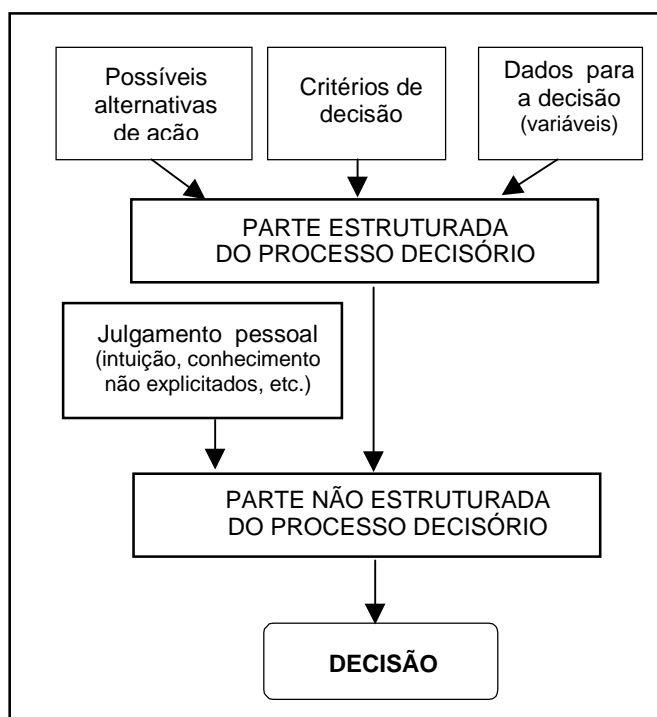 Possíveis
alternativas
de ação
Critérios de
decisão
Dados para
a decisão
(variáveis)
PARTE ESTRUTURADA
DO PROCESSO DECISÓRIO
Julgamento pessoal
(intuição, conhecimento
não explicitados, etc.)
PARTE NÃO ESTRUTURADA
DO PROCESSO DECISÓRIO
DECISÃO